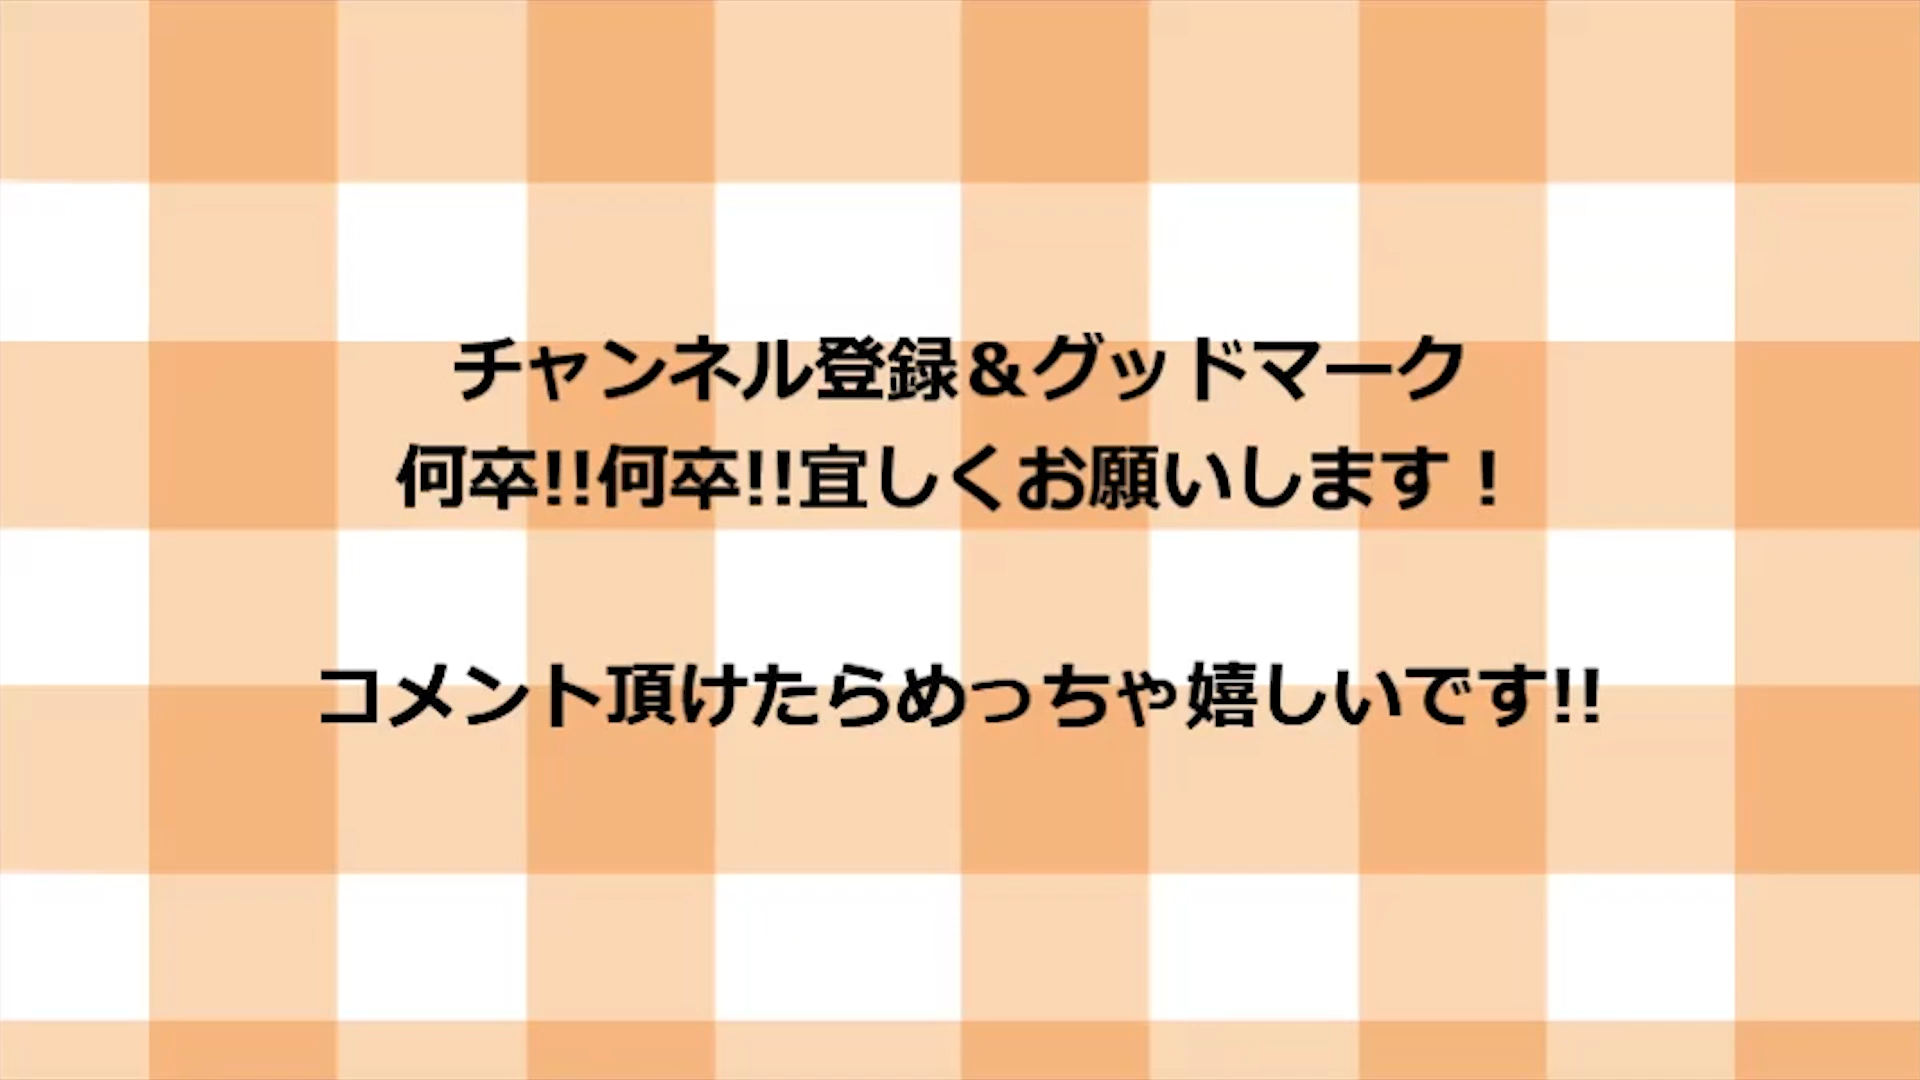 チャンネル登録＆グッドマーク
何卒!!何卒!!宜しくお願いします！
コメント頂けたらめっちゃ嬉しいです!!